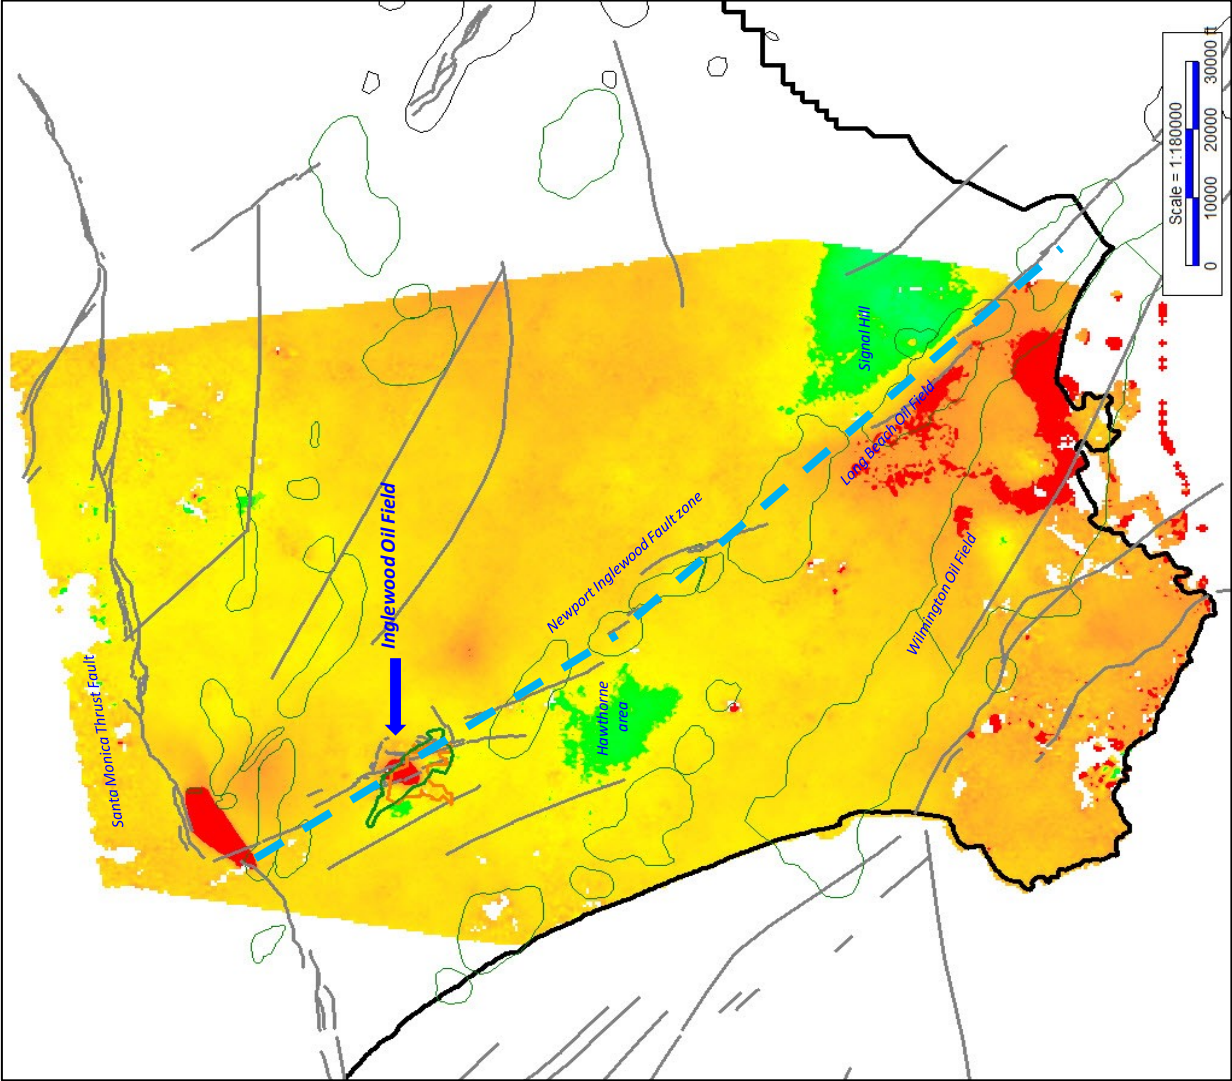 Santa Monica Thrust Fault
Inglewood Oil Field
Newport Inglewood Fault zone
Hawthorne
area
Signal Hill
Long Beach Oil Field
Wilmington Oil Field
Scale = 1:180000
0 10000 20000 30000 ft